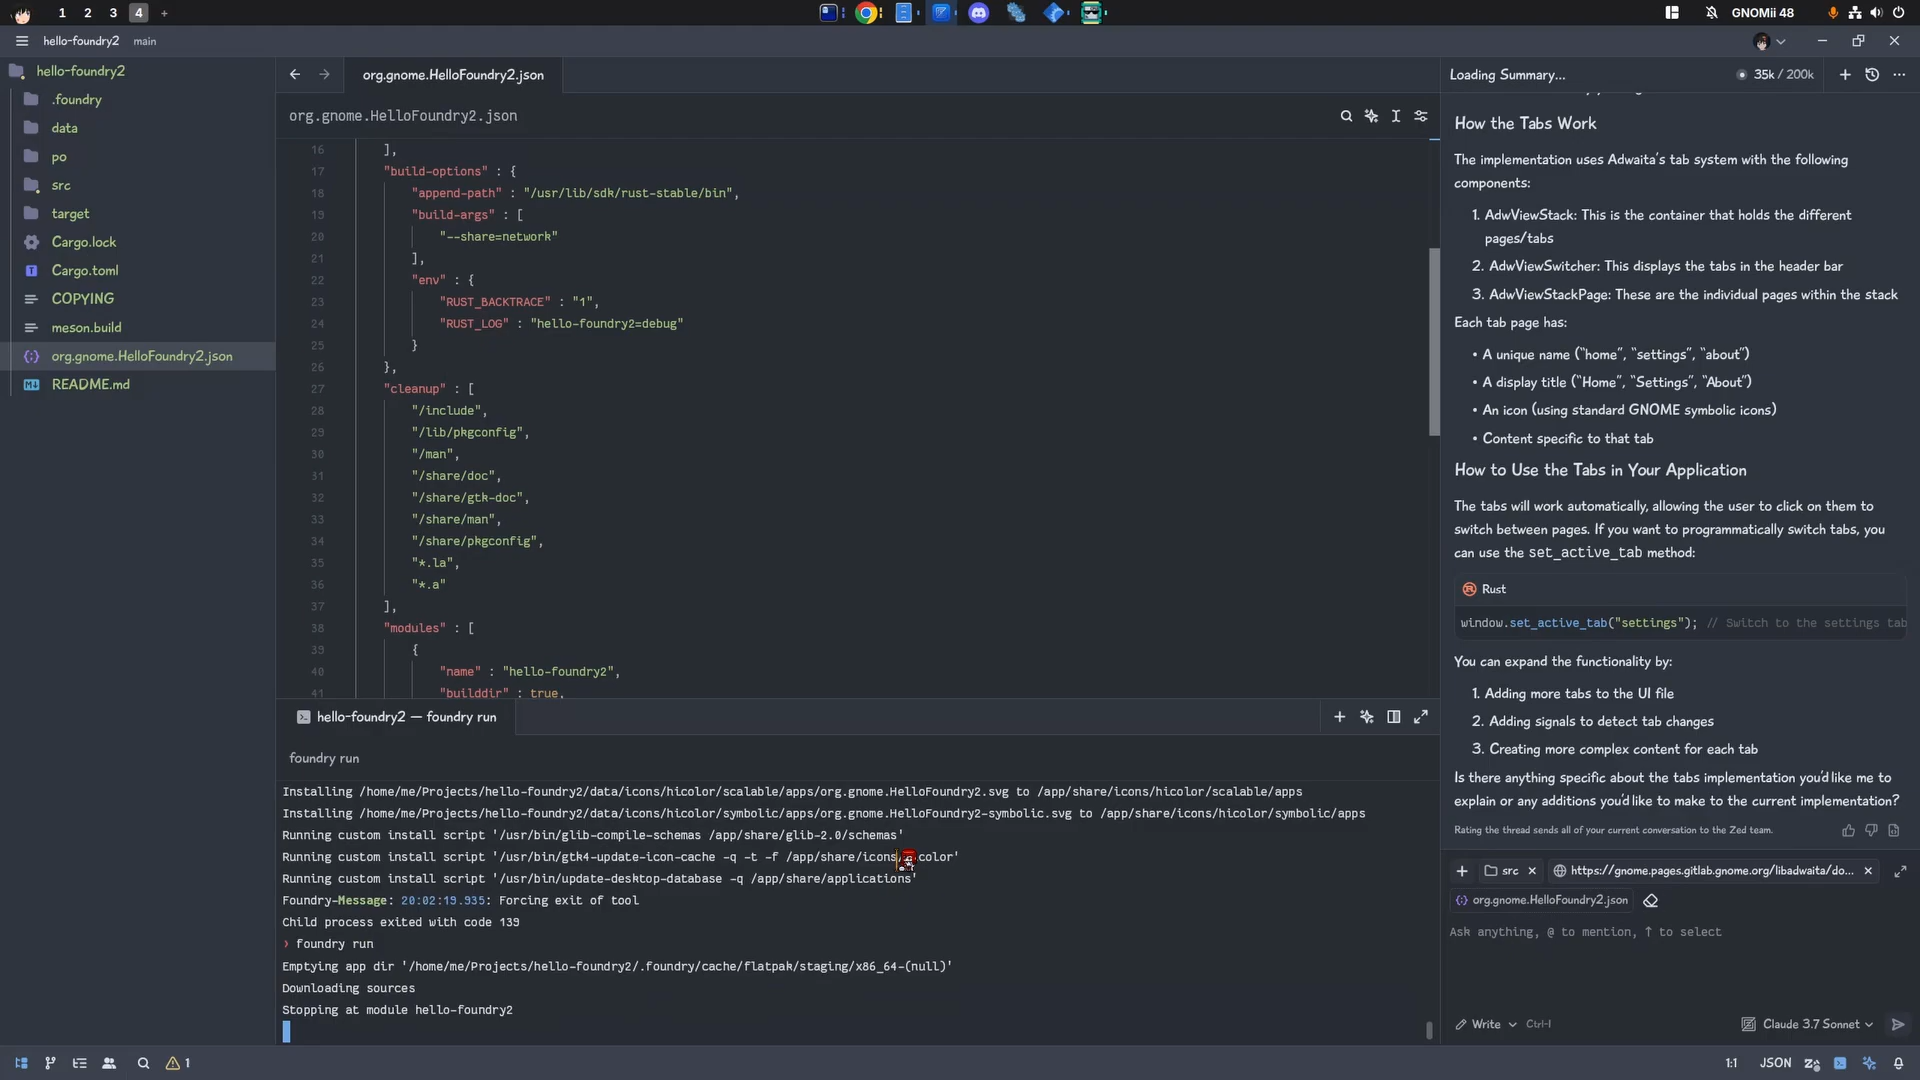 1 2 3 4 +
GNOMii 48
hello-foundry2 main
hello-foundry2
.foundry
data
po
src
target
Cargo.lock
Cargo.toml
COPYING
meson.build
org.gnome.HelloFoundry2.json
README.md
org.gnome.HelloFoundry2.json
org.gnome.HelloFoundry2.json
16 ],
17 "build-options" : {
18 "append-path" : "/usr/lib/sdk/rust-stable/bin",
19 "build-args" : [
20 "--share=network"
21 ],
22 "env" : {
23 "RUST_BACKTRACE" : "1",
24 "RUST_LOG" : "hello-foundry2=debug"
25 }
26 },
27 "cleanup" : [
28 "/include",
29 "/lib/pkgconfig",
30 "/man",
31 "/share/doc",
32 "/share/gtk-doc",
33 "/share/man",
34 "/share/pkgconfig",
35 "*.la",
36 "*.a"
37 ],
38 "modules" : [
39 {
40 "name" : "hello-foundry2",
41 "builddir" : true,
hello-foundry2 — foundry run
foundry run
Installing /home/me/Projects/hello-foundry2/data/icons/hicolor/scalable/apps/org.gnome.HelloFoundry2.svg to /app/share/icons/hicolor/scalable/apps
Installing /home/me/Projects/hello-foundry2/data/icons/hicolor/symbolic/apps/org.gnome.HelloFoundry2-symbolic.svg to /app/share/icons/hicolor/symbolic/apps
Running custom install script '/usr/bin/glib-compile-schemas /app/share/glib-2.0/schemas'
Running custom install script '/usr/bin/gtk4-update-icon-cache -q -t -f /app/share/icons color'
Running custom install script '/usr/bin/update-desktop-database -q /app/share/applications'
Foundry-Message: 20:02:19.935: Forcing exit of tool
Child process exited with code 139
› foundry run
Emptying app dir '/home/me/Projects/hello-foundry2/.foundry/cache/flatpak/staging/x86_64-(null)'
Downloading sources
Stopping at module hello-foundry2
Loading Summary... 35k / 200k
How the Tabs Work
The implementation uses Adwaita's tab system with the following
components:
1. AdwViewStack: This is the container that holds the different
pages/tabs
2. AdwViewSwitcher: This displays the tabs in the header bar
3. AdwViewStackPage: These are the individual pages within the stack
Each tab page has:
• A unique name ("home", "settings", "about")
• A display title ("Home", "Settings", "About")
• An icon (using standard GNOME symbolic icons)
• Content specific to that tab
How to Use the Tabs in Your Application
The tabs will work automatically, allowing the user to click on them to
switch between pages. If you want to programmatically switch tabs, you
can use the set_active_tab method:
Rust
window.set_active_tab("settings"); // Switch to the settings tab
You can expand the functionality by:
1. Adding more tabs to the UI file
2. Adding signals to detect tab changes
3. Creating more complex content for each tab
Is there anything specific about the tabs implementation you'd like me to
explain or any additions you'd like to make to the current implementation?
Rating the thread sends all of your current conversation to the Zed team.
src https://gnome.pages.gitlab.gnome.org/libadwaita/do...
org.gnome.HelloFoundry2.json
Ask anything, @ to mention, ↑ to select
Write Ctrl-I Claude 3.7 Sonnet
1 1:1 JSON